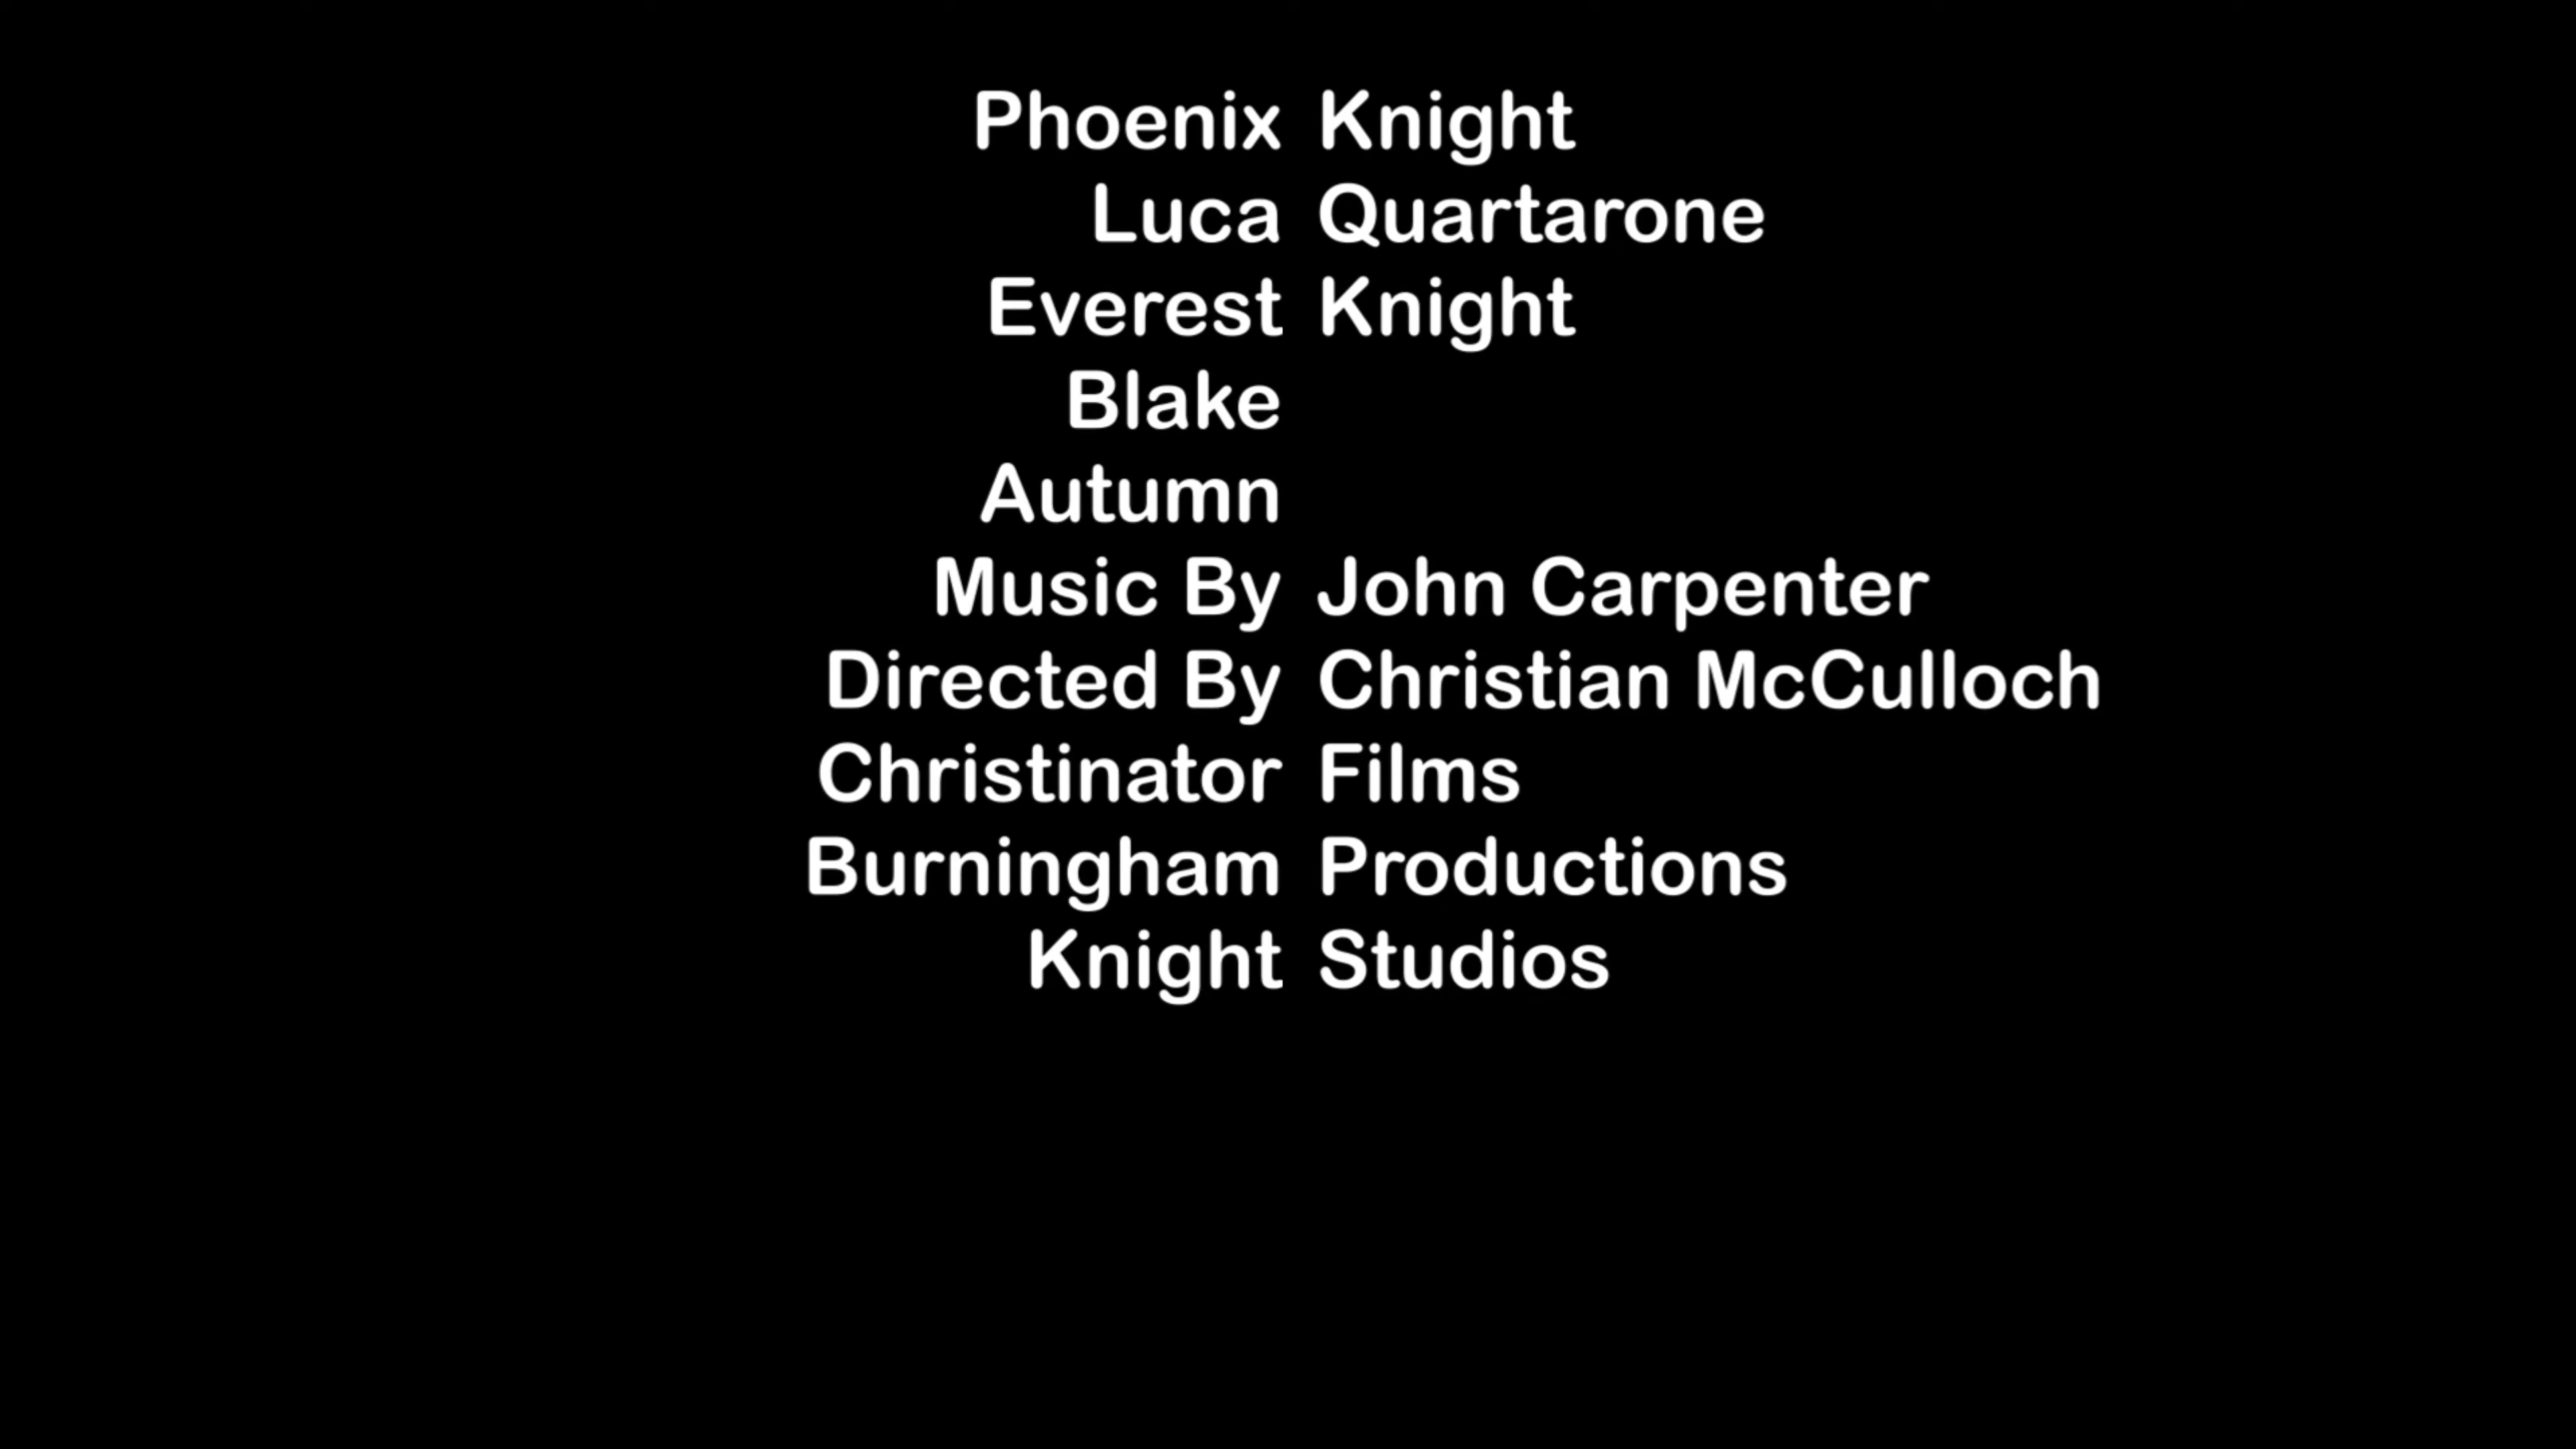 Phoenix Knight
Luca Quartarone
Everest Knight
Blake
Autumn
Music By John Carpenter
Directed By Christian McCulloch
Christinator Films
Burningham Productions
Knight Studios